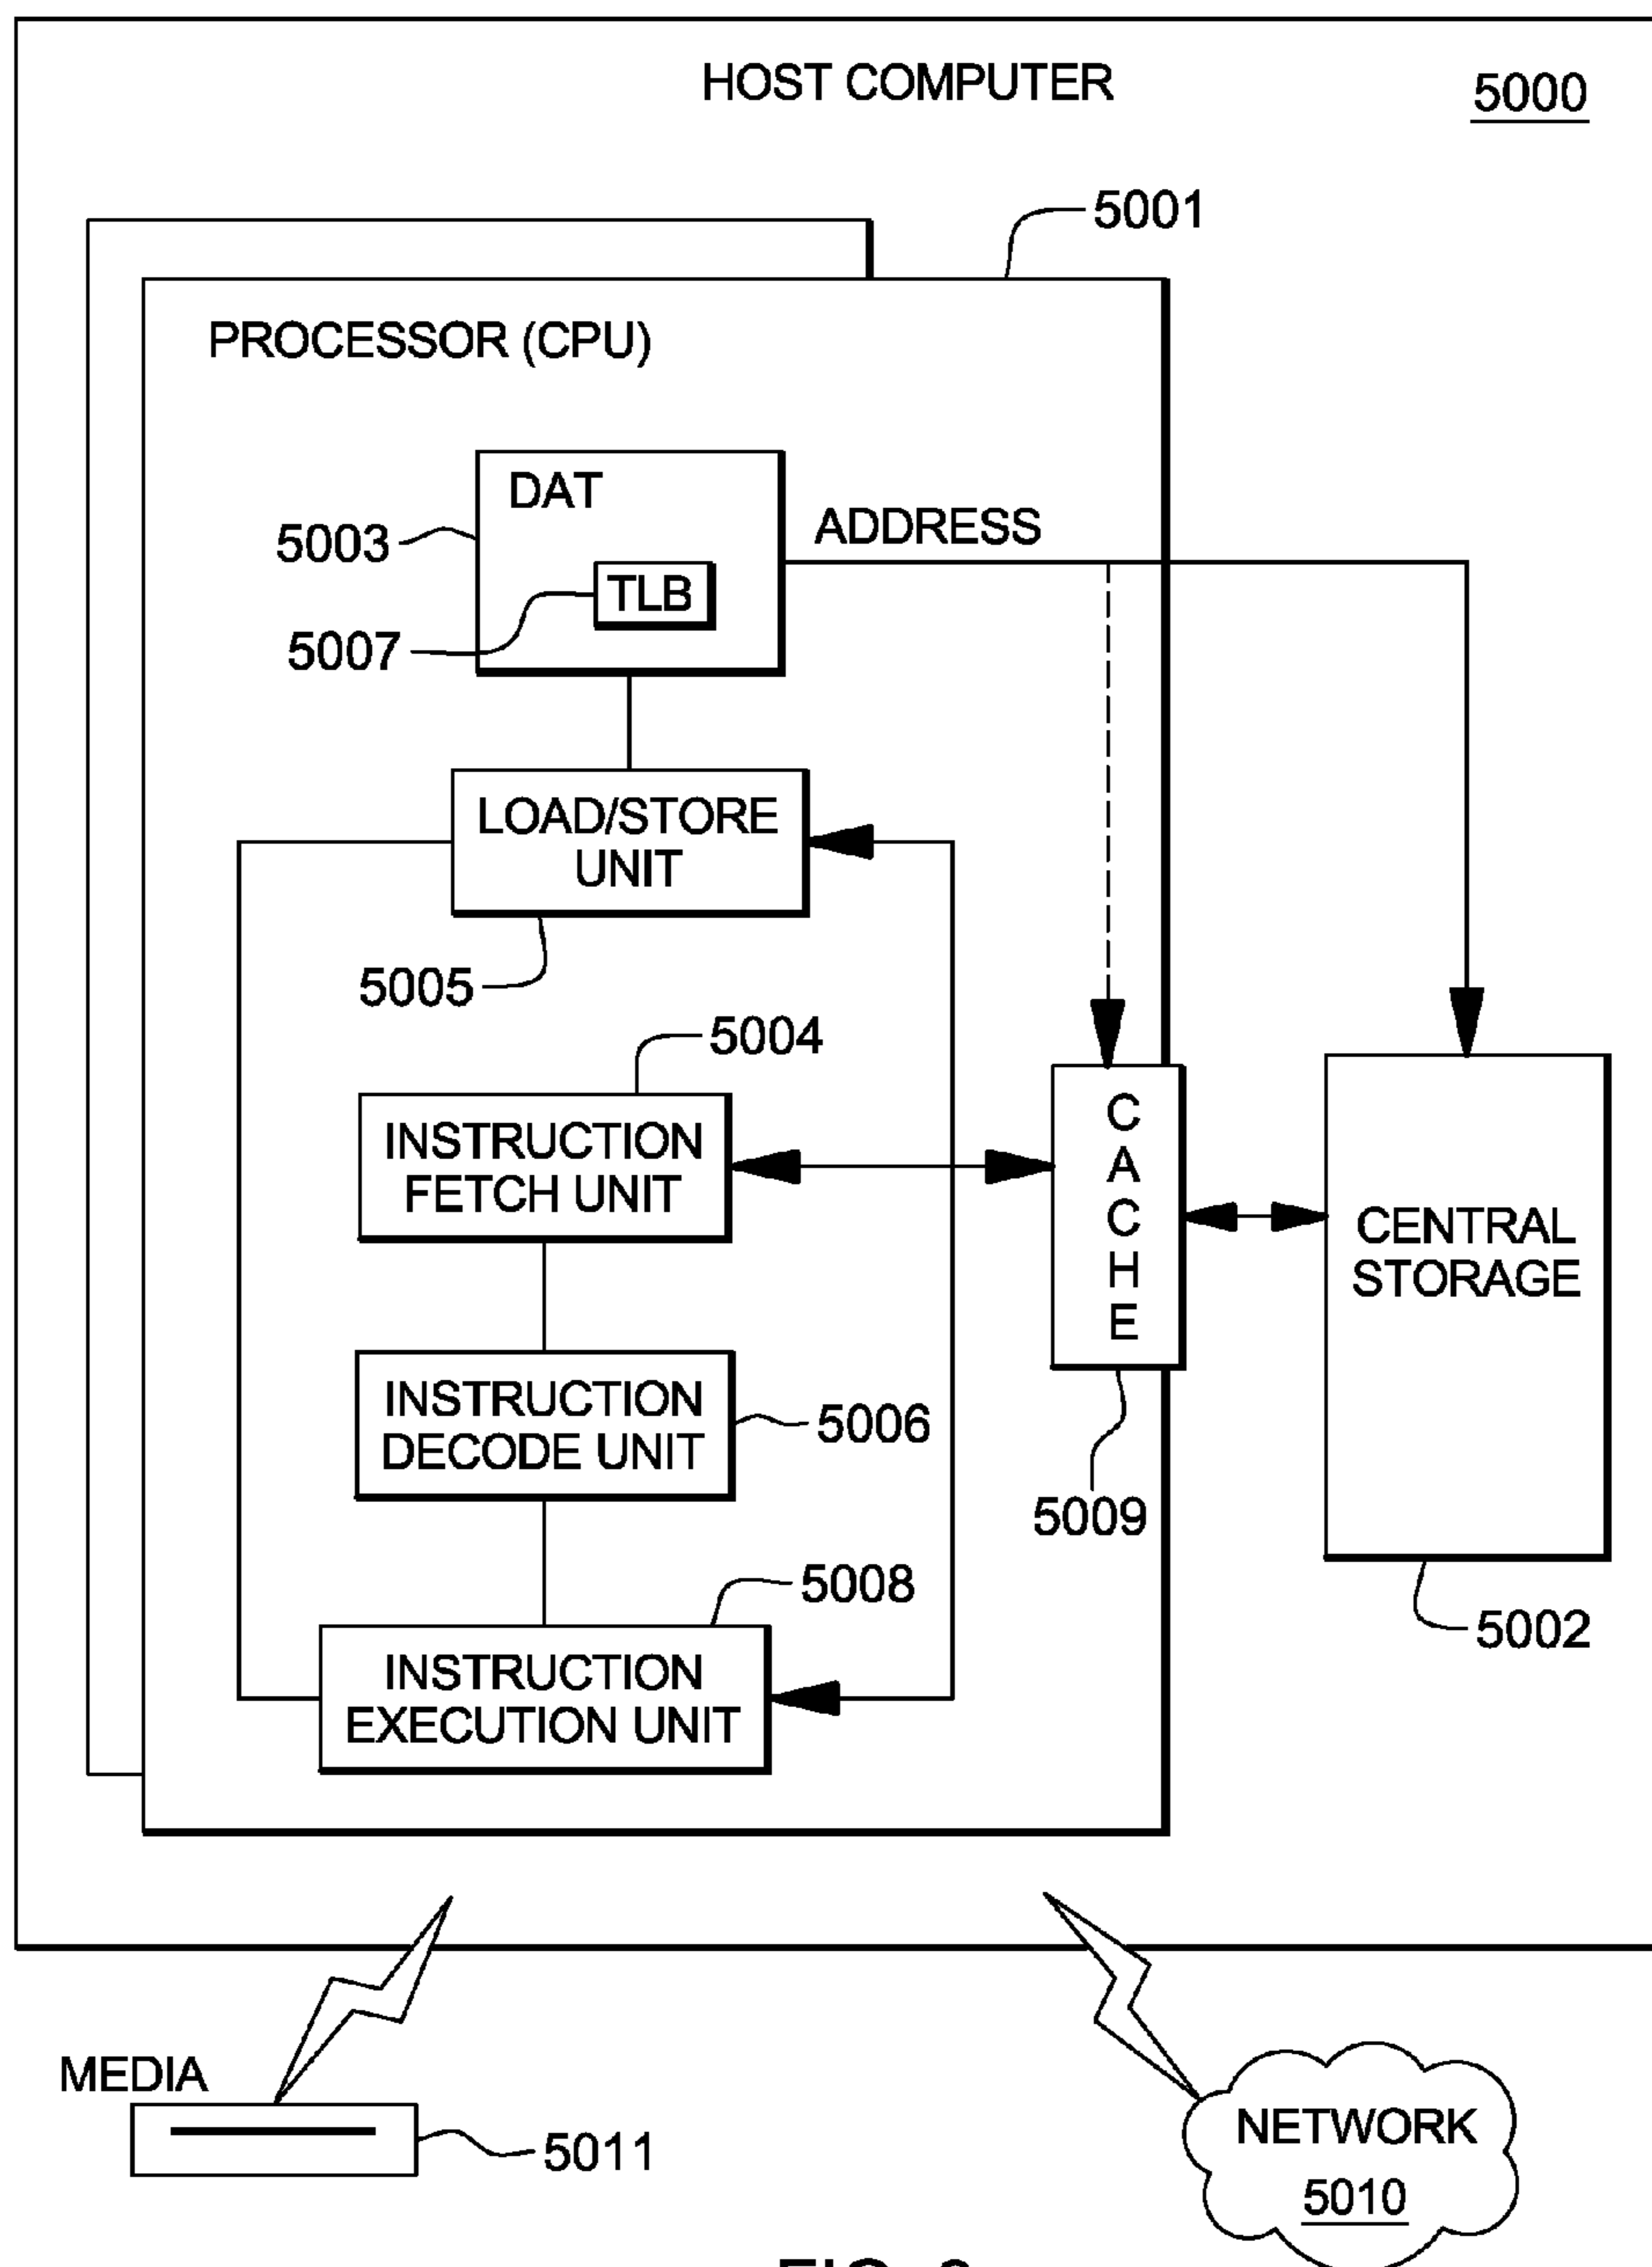 HOST COMPUTER
5000
5001
PROCESSOR (CPU)
DAT
5003
ADDRESS
TLB
5007
LOAD/STORE
UNIT
5005
5004
INSTRUCTION
FETCH UNIT
CACHE
CENTRAL
STORAGE
INSTRUCTION
DECODE UNIT
5006
5009
5008
5002
INSTRUCTION
EXECUTION UNIT
MEDIA
5011
NETWORK
5010